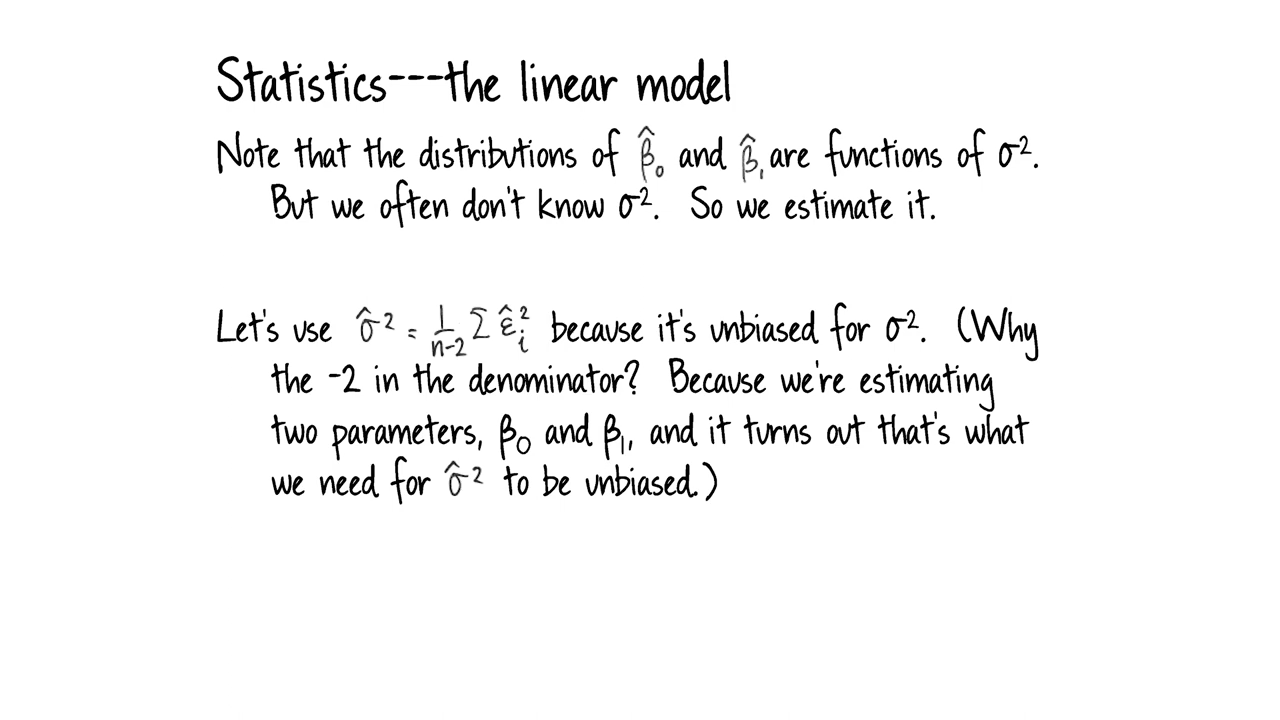 Statistics---the linear model
Note that the distributions of β̂₀ and β̂₁ are functions of σ².
But we often don't know σ². So we estimate it.
Let's use σ̂² = 1/(n-2) Σ ε̂ᵢ² because it's unbiased for σ². (Why
the -2 in the denominator? Because we're estimating
two parameters, β₀ and β₁, and it turns out that's what
we need for σ̂² to be unbiased.)